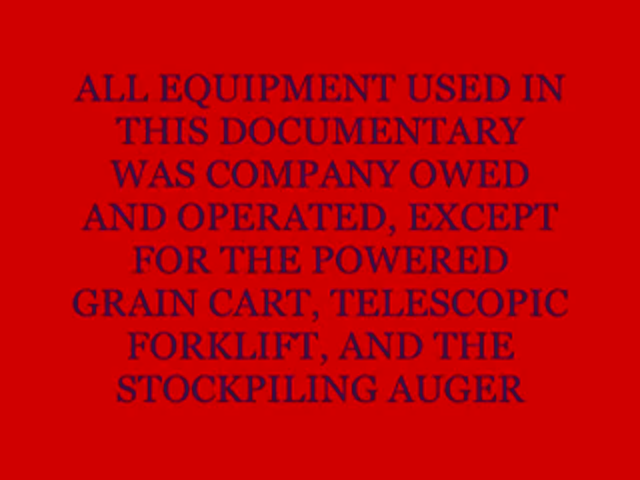 ALL EQUIPMENT USED IN
THIS DOCUMENTARY
WAS COMPANY OWED
AND OPERATED, EXCEPT
FOR THE POWERED
GRAIN CART, TELESCOPIC
FORKLIFT, AND THE
STOCKPILING AUGER